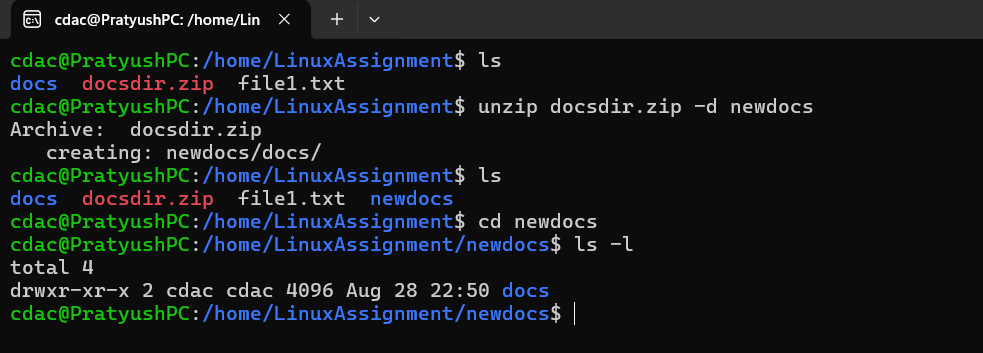 cdac@PratyushPC: /home/Lin
cdac@PratyushPC:/home/LinuxAssignment$ ls
docs  docsdir.zip  file1.txt
cdac@PratyushPC:/home/LinuxAssignment$ unzip docsdir.zip -d newdocs
Archive:  docsdir.zip
   creating: newdocs/docs/
cdac@PratyushPC:/home/LinuxAssignment$ ls
docs  docsdir.zip  file1.txt  newdocs
cdac@PratyushPC:/home/LinuxAssignment$ cd newdocs
cdac@PratyushPC:/home/LinuxAssignment/newdocs$ ls -l
total 4
drwxr-xr-x 2 cdac cdac 4096 Aug 28 22:50 docs
cdac@PratyushPC:/home/LinuxAssignment/newdocs$